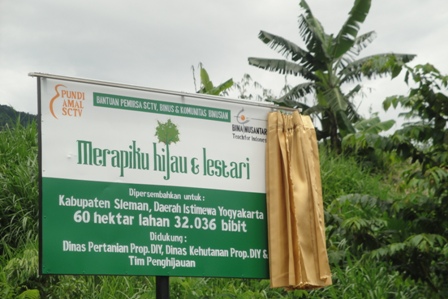 PUNDI
AMAL
SCTV
BANTUAN PEMIRSA SCTV, BINUS & KOMUNITAS BINUSIAN
BINA NUSANTARA
Merapiku hijau & lestari
Dipersembahkan untuk :
Kabupaten Sleman, Daerah Istimewa Yogyakarta
60 hektar lahan 32.036 bibit
Didukung :
Dinas Pertanian Prop.DIY, Dinas Kehutanan Prop.DIY &
Tim Penghijauan